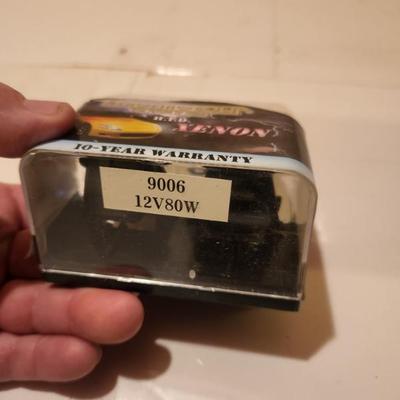 H.I.D.
XENON
10-YEAR WARRANTY
9006
12V80W